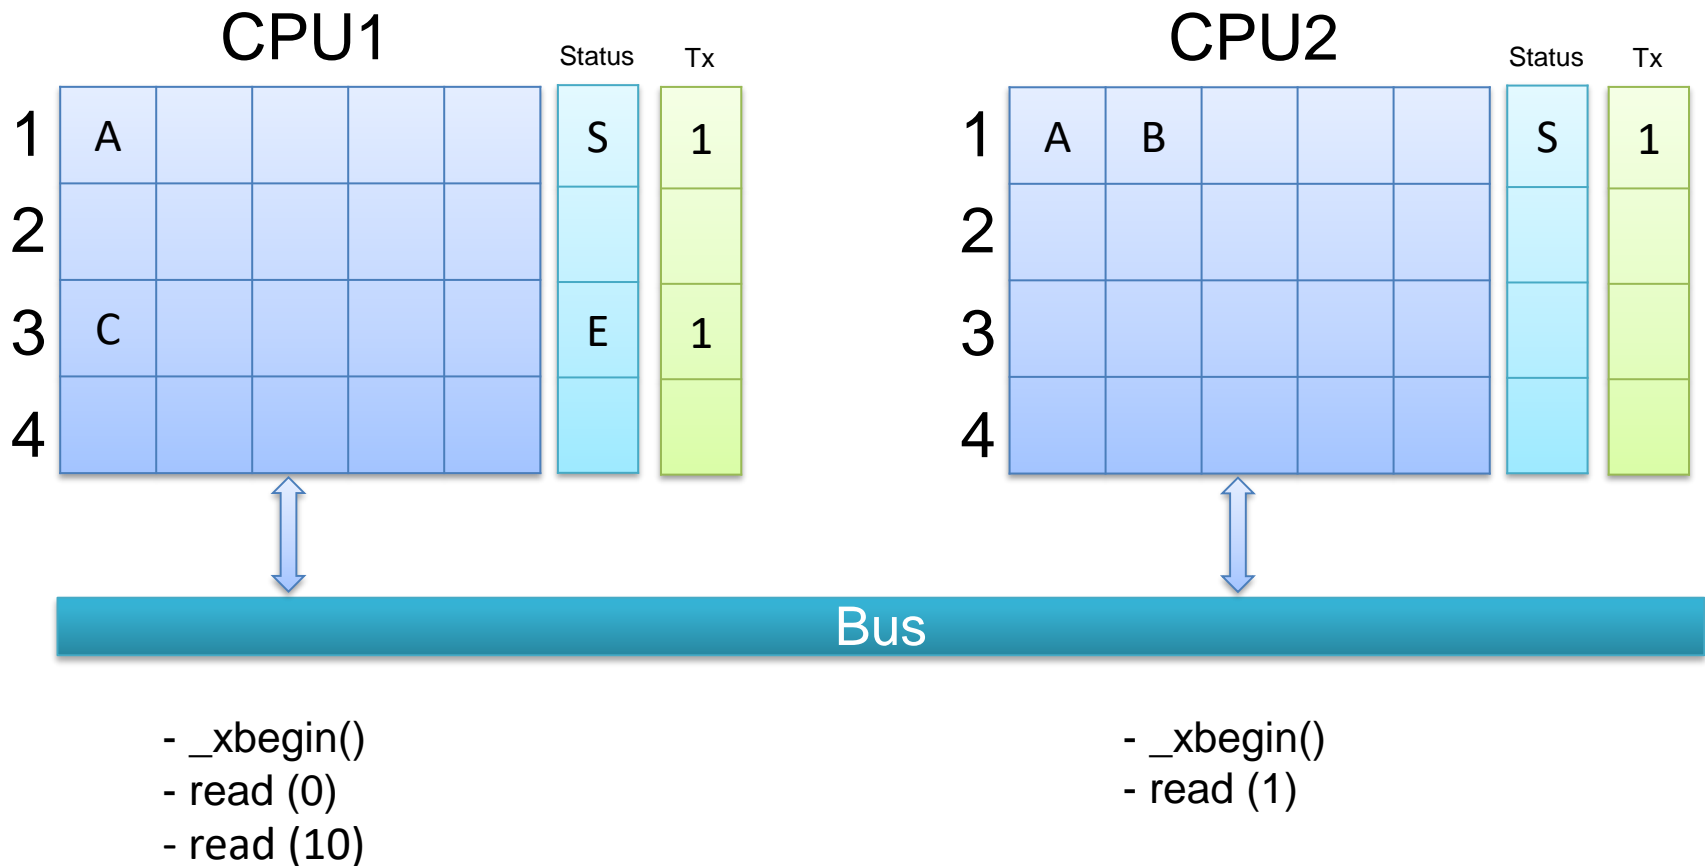 CPU1 Status Tx
1 A S 1
2
3 C E 1
4
CPU2 Status Tx
1 A B S 1
2
3
4
Bus
- _xbegin()
- read (0)
- read (10)
- _xbegin()
- read (1)